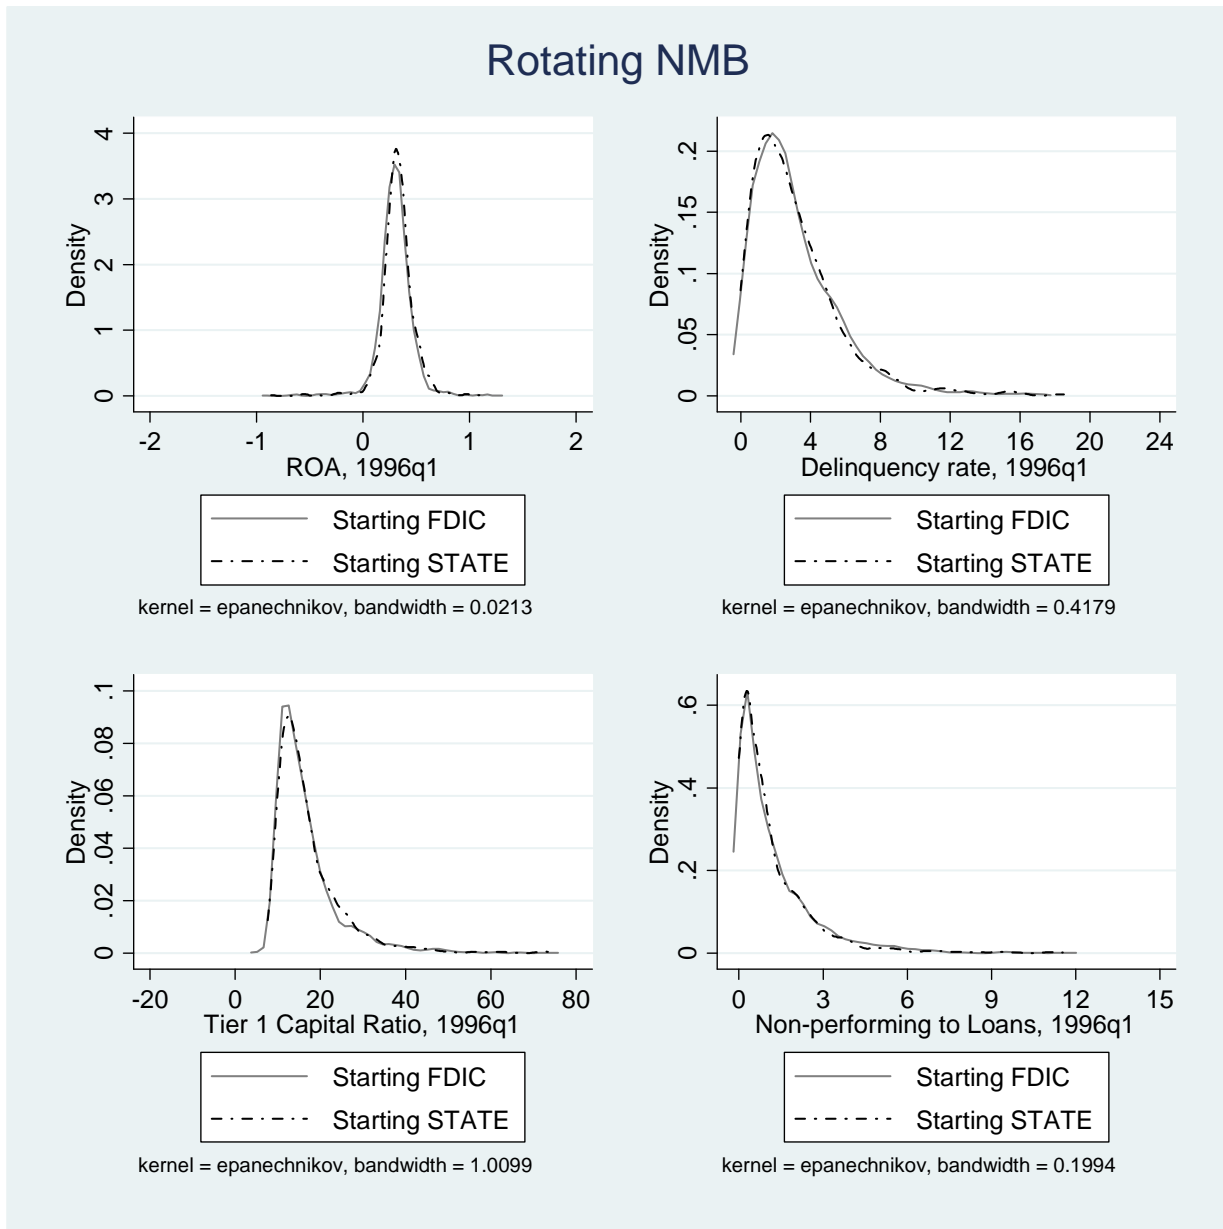 Rotating NMB
Density
4
3
2
1
0
-2 -1 0 1 2
ROA, 1996q1
Starting FDIC
Starting STATE
kernel = epanechnikov, bandwidth = 0.0213
Density
.2
.15
.1
.05
0
0 4 8 12 16 20 24
Delinquency rate, 1996q1
Starting FDIC
Starting STATE
kernel = epanechnikov, bandwidth = 0.4179
Density
.1
.08
.06
.04
.02
0
-20 0 20 40 60 80
Tier 1 Capital Ratio, 1996q1
Starting FDIC
Starting STATE
kernel = epanechnikov, bandwidth = 1.0099
Density
.6
.4
.2
0
0 3 6 9 12 15
Non-performing to Loans, 1996q1
Starting FDIC
Starting STATE
kernel = epanechnikov, bandwidth = 0.1994